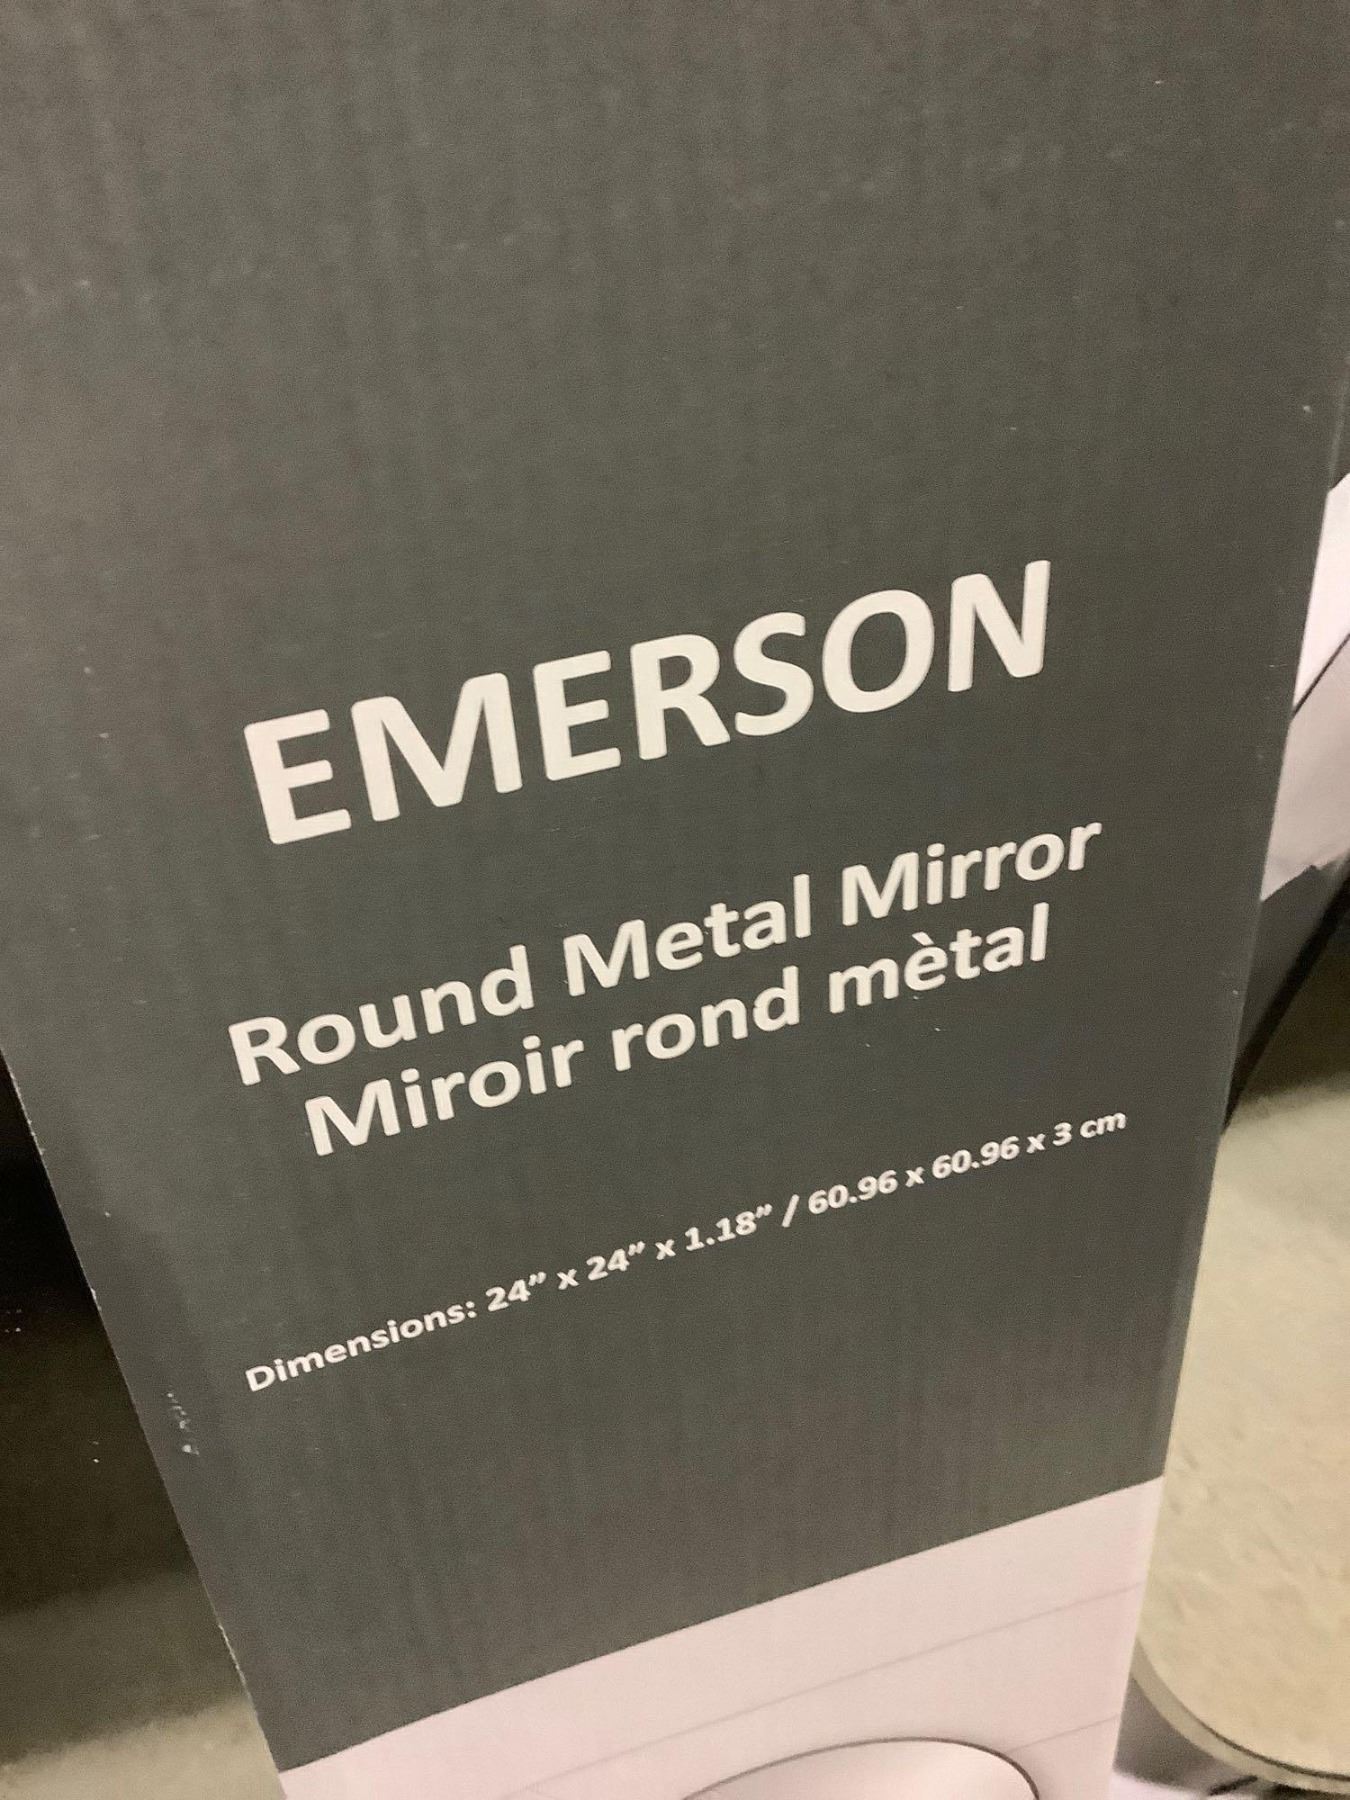 EMERSON
Round Metal Mirror
Miroir rond mètal
Dimensions: 24” x 24” x 1.18” / 60.96 x 60.96 x 3 cm